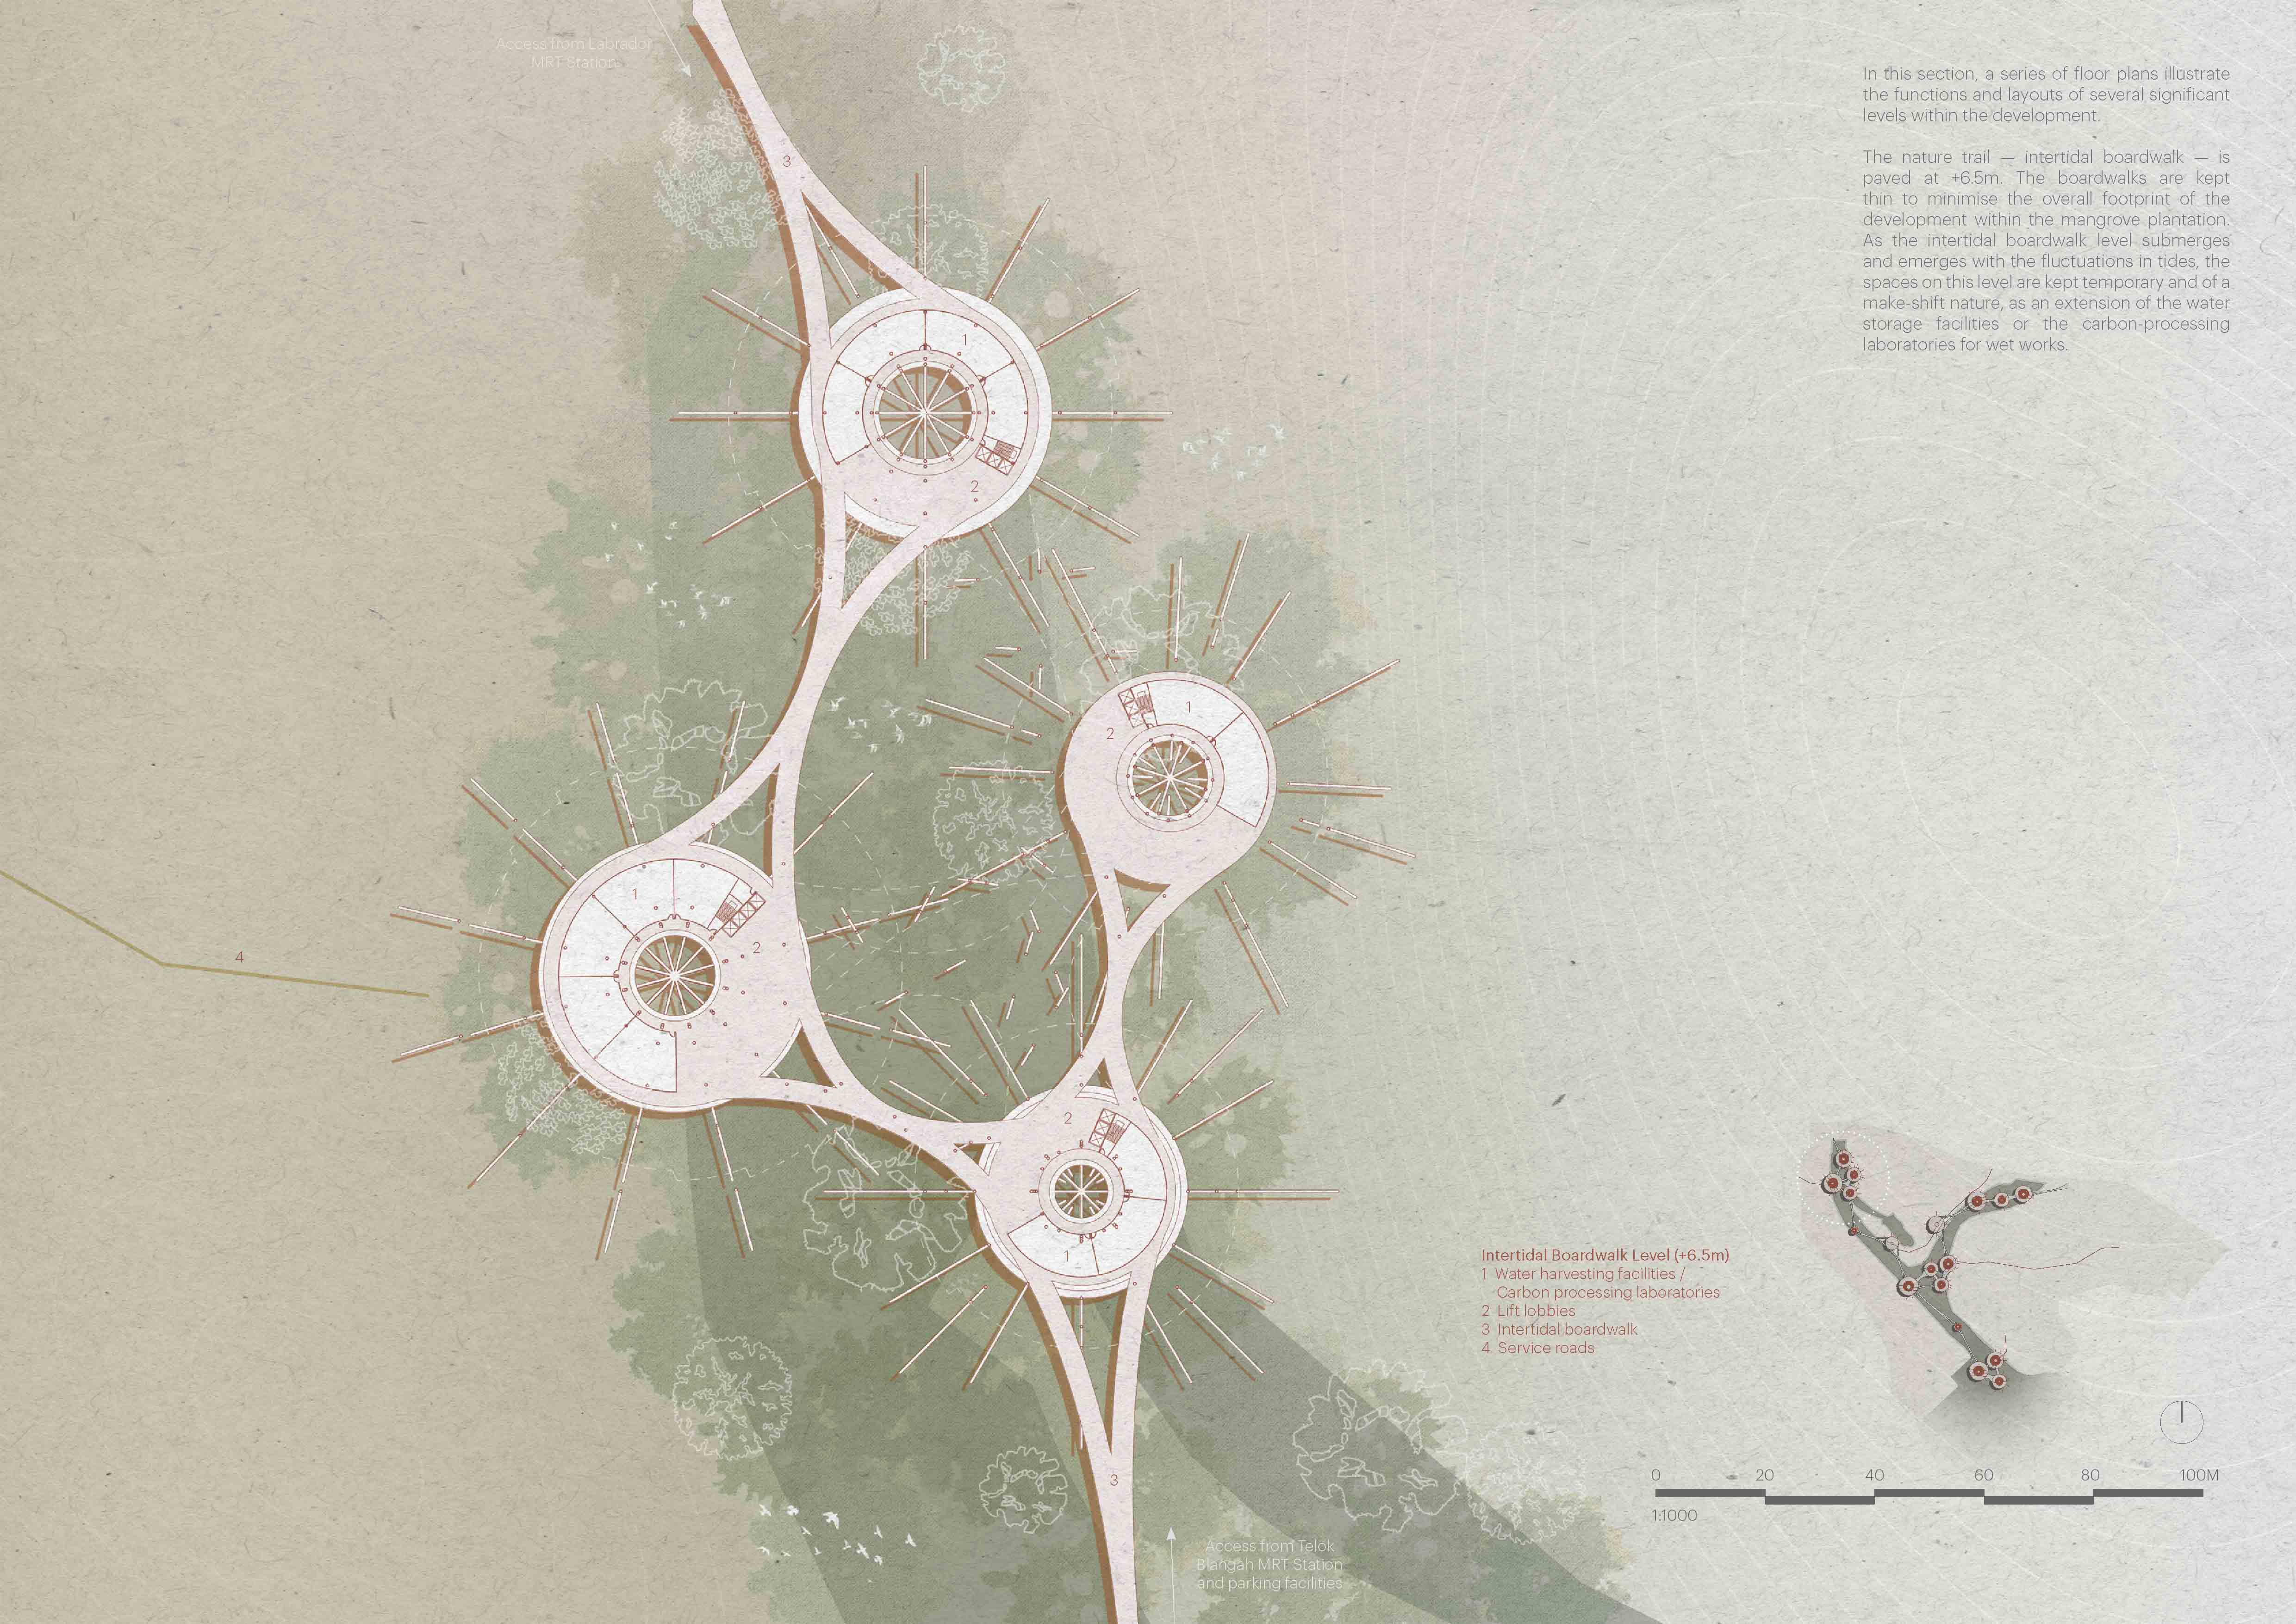 Access from Labrador
MRT Station
In this section, a series of floor plans illustrate
the functions and layouts of several significant
levels within the development.
The nature trail — intertidal boardwalk — is
paved at +6.5m. The boardwalks are kept
thin to minimise the overall footprint of the
development within the mangrove plantation.
As the intertidal boardwalk level submerges
and emerges with the fluctuations in tides, the
spaces on this level are kept temporary and of a
make-shift nature, as an extension of the water
storage facilities or the carbon-processing
laboratories for wet works.
3
1
2
1
2
1
2
4
2
1
3
Intertidal Boardwalk Level (+6.5m)
1 Water harvesting facilities /
Carbon processing laboratories
2 Lift lobbies
3 Intertidal boardwalk
4 Service roads
0 20 40 60 80 100M
1:1000
Access from Telok
Blangah MRT Station
and parking facilities